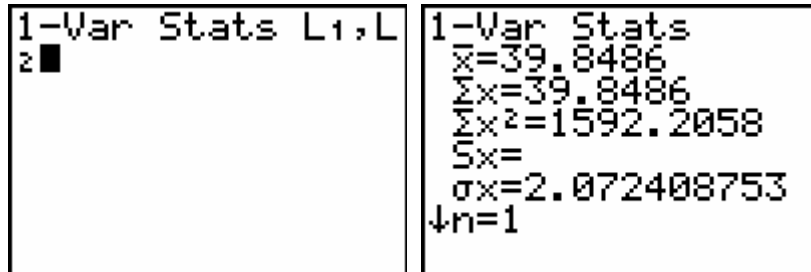 1-Var Stats L₁,L
₂
1-Var Stats
x̄=39.8486
Σx=39.8486
Σx²=1592.2058
Sx=
σx=2.072408753
↓n=1